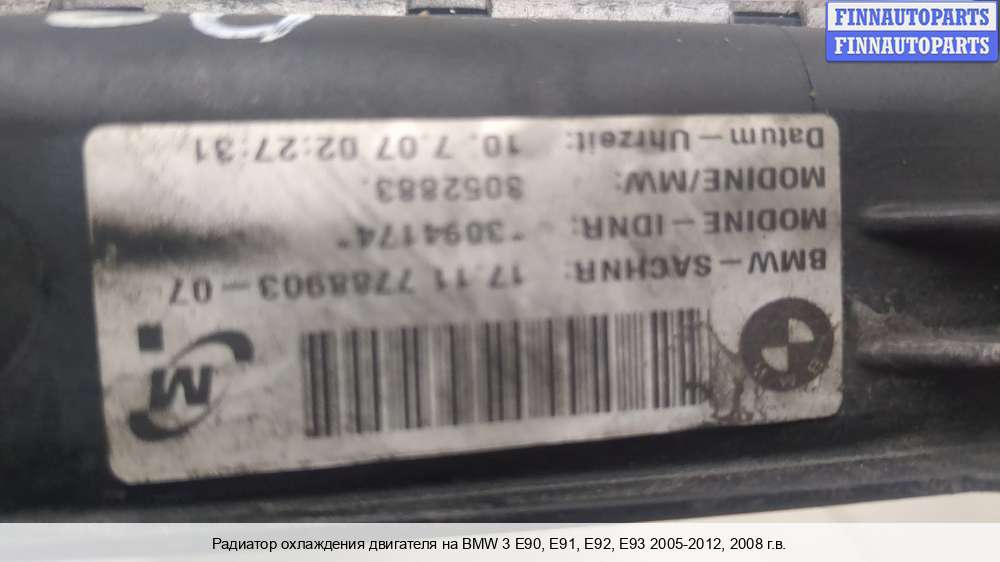 FINNAUTOPARTS
FINNAUTOPARTS
BMW
BMW-SACHNR: 17.11 7788903-07
MODINE-IDNR: *3094174*
MODINE/MW: 3052883.
Datum-Uhrzeit: 10. 7.07 02:27:31
M
Радиатор охлаждения двигателя на BMW 3 E90, E91, E92, E93 2005-2012, 2008 г.в.